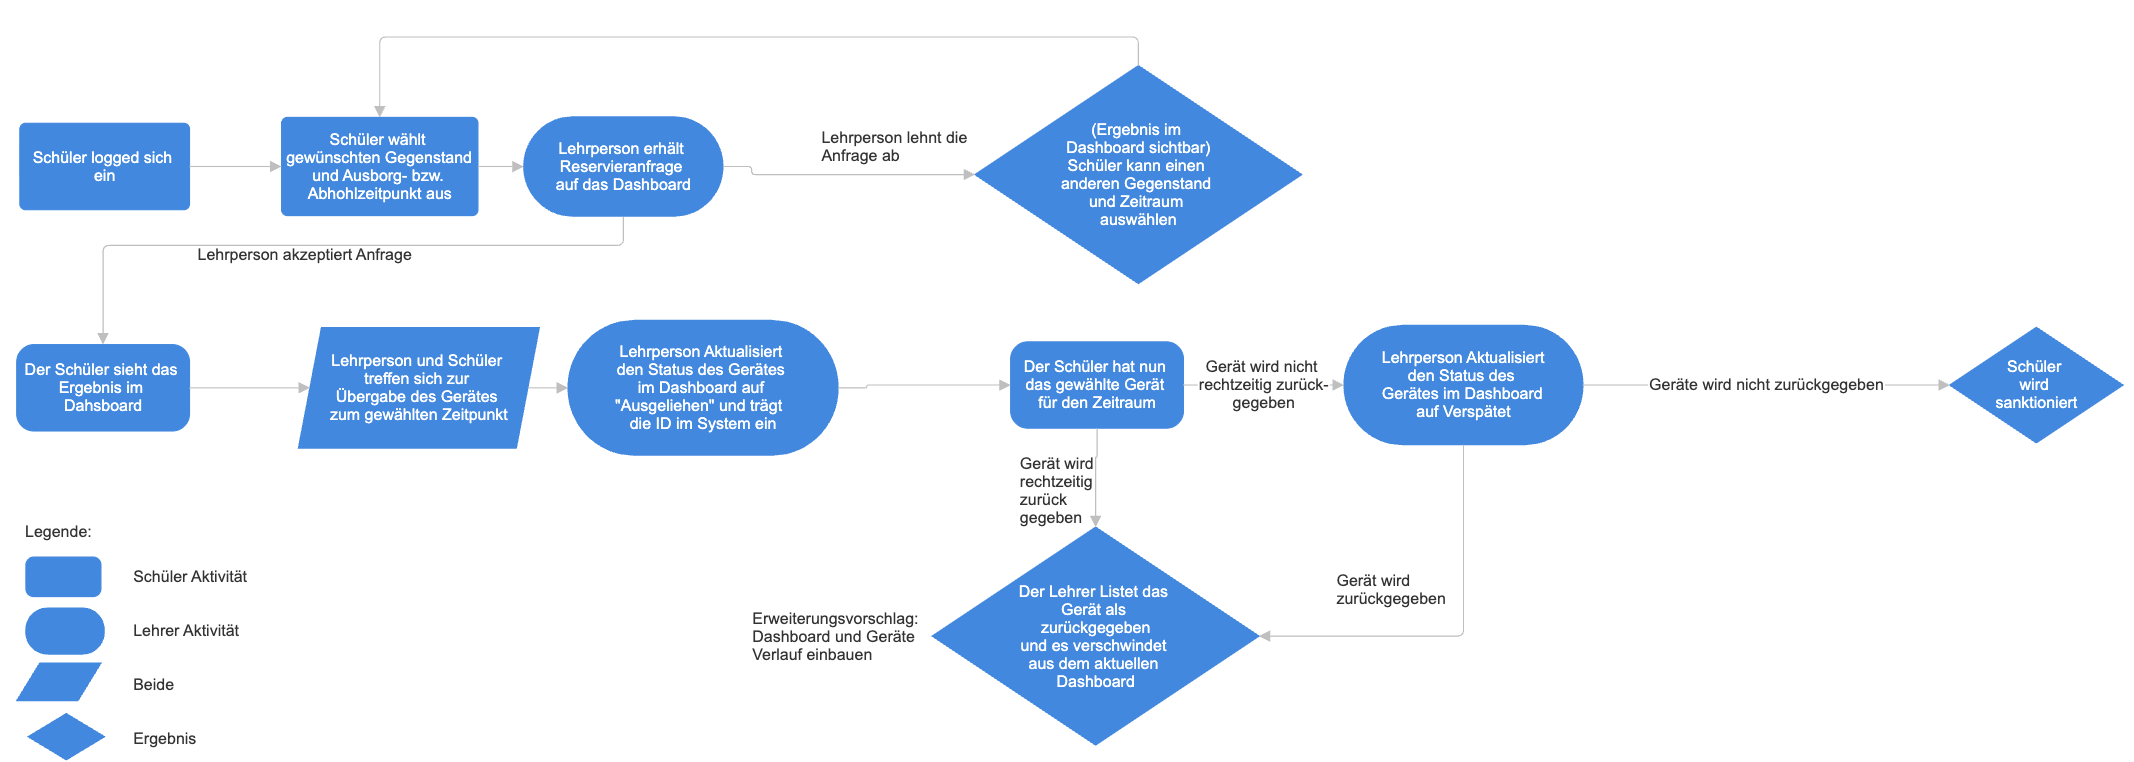 Schüler logged sich
ein
Schüler wählt
gewünschten Gegenstand
und Ausborg- bzw.
Abhohlzeitpunkt aus
Lehrperson erhält
Reservieranfrage
auf das Dashboard
Lehrperson lehnt die
Anfrage ab
(Ergebnis im
Dashboard sichtbar)
Schüler kann einen
anderen Gegenstand
und Zeitraum
auswählen
Lehrperson akzeptiert Anfrage
Der Schüler sieht das
Ergebnis im
Dahsboard
Lehrperson und Schüler
treffen sich zur
Übergabe des Gerätes
zum gewählten Zeitpunkt
Lehrperson Aktualisiert
den Status des Gerätes
im Dashboard auf
"Ausgeliehen" und trägt
die ID im System ein
Der Schüler hat nun
das gewählte Gerät
für den Zeitraum
Gerät wird nicht
rechtzeitig zurück-
gegeben
Lehrperson Aktualisiert
den Status des
Gerätes im Dashboard
auf Verspätet
Geräte wird nicht zurückgegeben
Schüler
wird
sanktioniert
Gerät wird
rechtzeitig
zurück
gegeben
Gerät wird
zurückgegeben
Erweiterungsvorschlag:
Dashboard und Geräte
Verlauf einbauen
Der Lehrer Listet das
Gerät als
zurückgegeben
und es verschwindet
aus dem aktuellen
Dashboard
Legende:
Schüler Aktivität
Lehrer Aktivität
Beide
Ergebnis